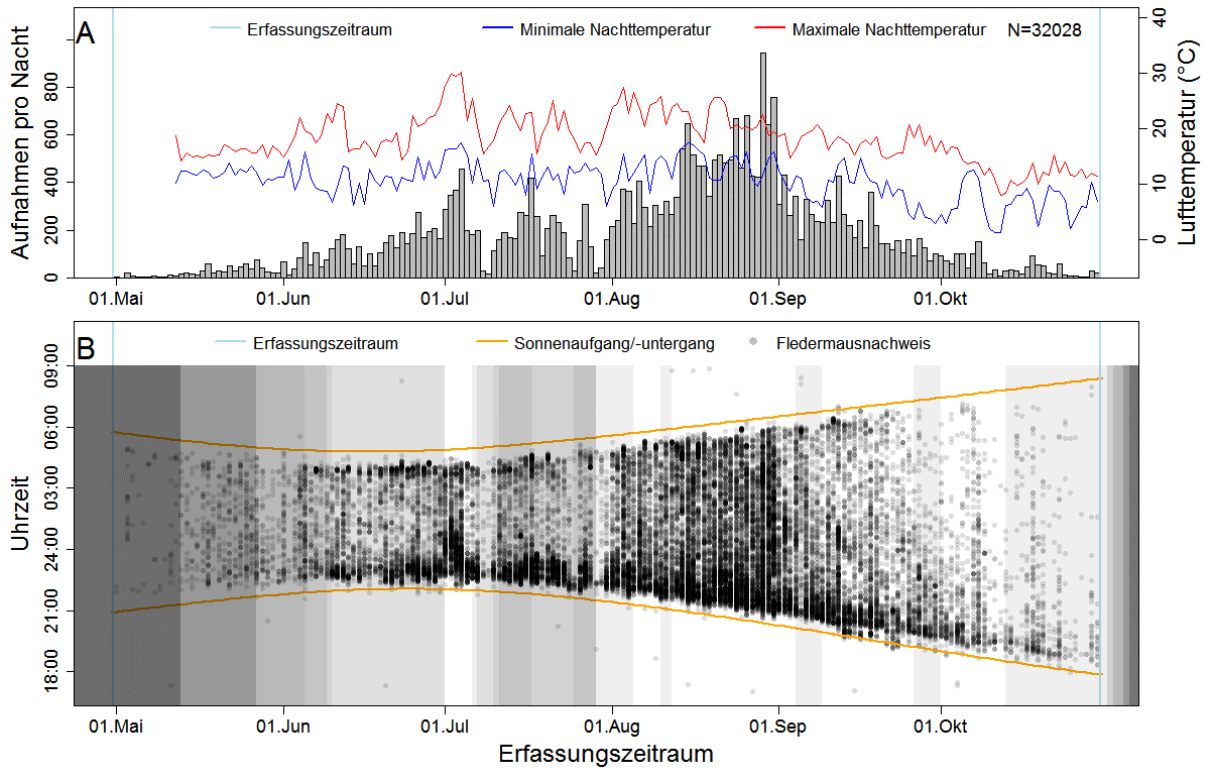 A
Erfassungszeitraum Minimale Nachttemperatur Maximale Nachttemperatur N=32028
Aufnahmen pro Nacht
800
600
400
200
0
40
30
20
10
0
Lufttemperatur (°C)
01.Mai 01.Jun 01.Jul 01.Aug 01.Sep 01.Okt
B
Erfassungszeitraum Sonnenaufgang/-untergang Fledermausnachweis
Uhrzeit
09:00
06:00
03:00
24:00
21:00
18:00
01.Mai 01.Jun 01.Jul 01.Aug 01.Sep 01.Okt
Erfassungszeitraum